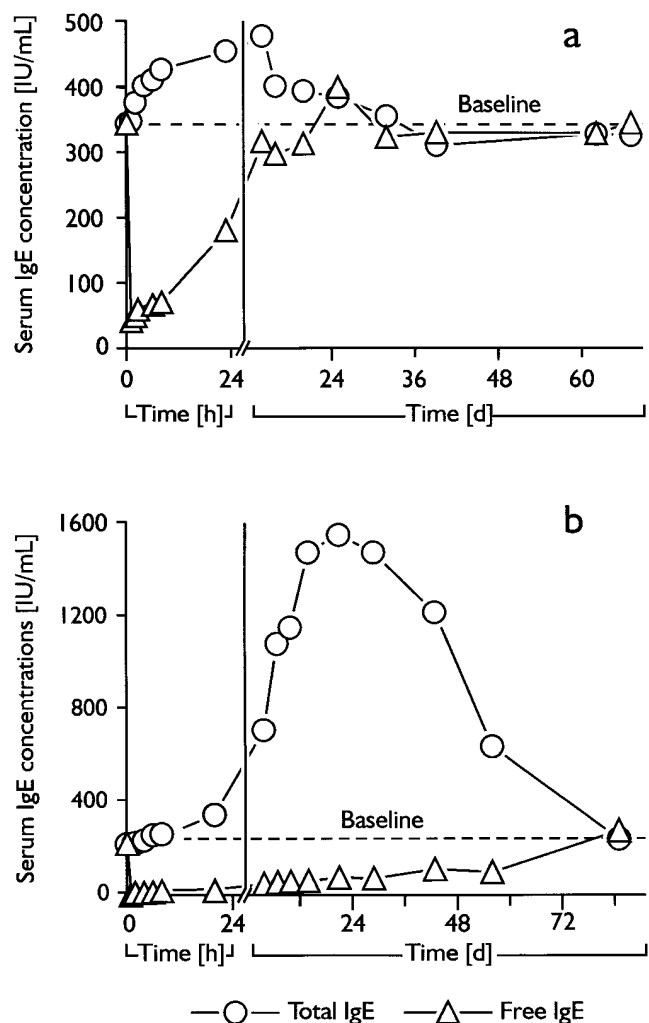 a
Serum IgE concentration [IU/mL]
500
400
300
200
100
0
Baseline
0 24 24 36 48 60
Time [h] Time [d]
b
Serum IgE concentrations [IU/mL]
1600
1200
800
400
0
Baseline
0 24 24 48 72
Time [h] Time [d]
Total IgE Free IgE